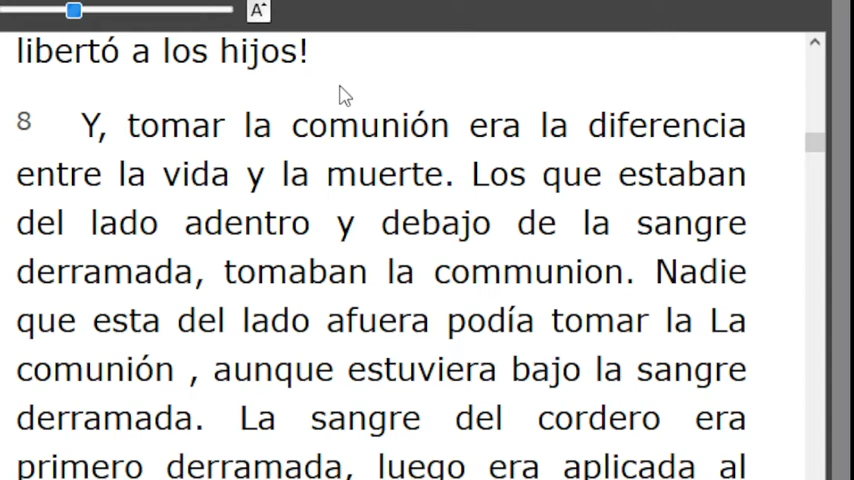 A
libertó a los hijos!
8 Y, tomar la comunión era la diferencia
entre la vida y la muerte. Los que estaban
del lado adentro y debajo de la sangre
derramada, tomaban la communion. Nadie
que esta del lado afuera podía tomar la La
comunión , aunque estuviera bajo la sangre
derramada. La sangre del cordero era
primero derramada, luego era aplicada al